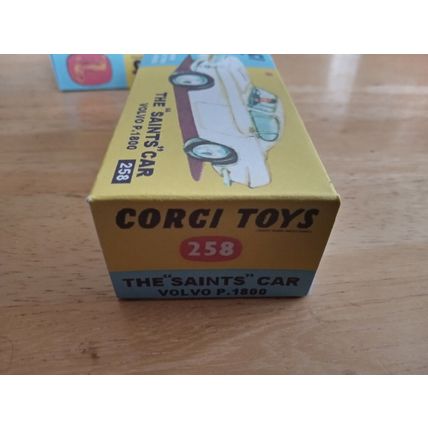 THE "SAINTS" CAR
VOLVO P.1800
258
CORGI TOYS
258
THE "SAINTS" CAR
VOLVO P.1800